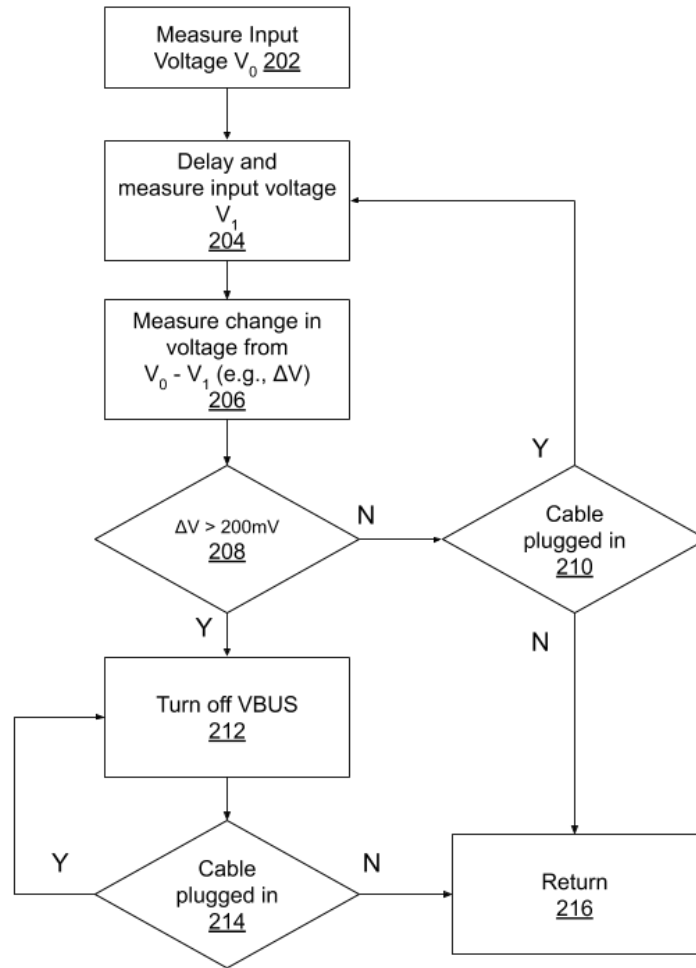 Measure Input
Voltage V₀ 202
Delay and
measure input voltage
V₁
204
Measure change in
voltage from
V₀ - V₁ (e.g., ΔV)
206
Y
ΔV > 200mV
208
N
Cable
plugged in
210
Y
N
Turn off VBUS
212
Y
Cable
plugged in
214
N
Return
216